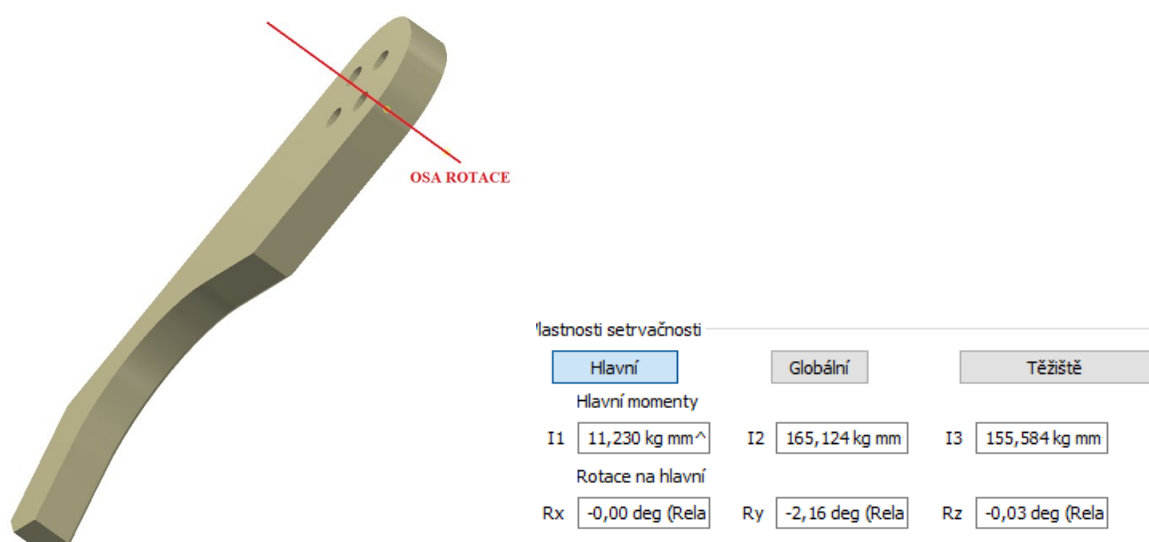 OSA ROTACE
lastnosti setrvačnosti
Hlavní Globální Těžiště
Hlavní momenty
I1 11,230 kg mm^ I2 165,124 kg mm I3 155,584 kg mm
Rotace na hlavní
Rx -0,00 deg (Rela Ry -2,16 deg (Rela Rz -0,03 deg (Rela